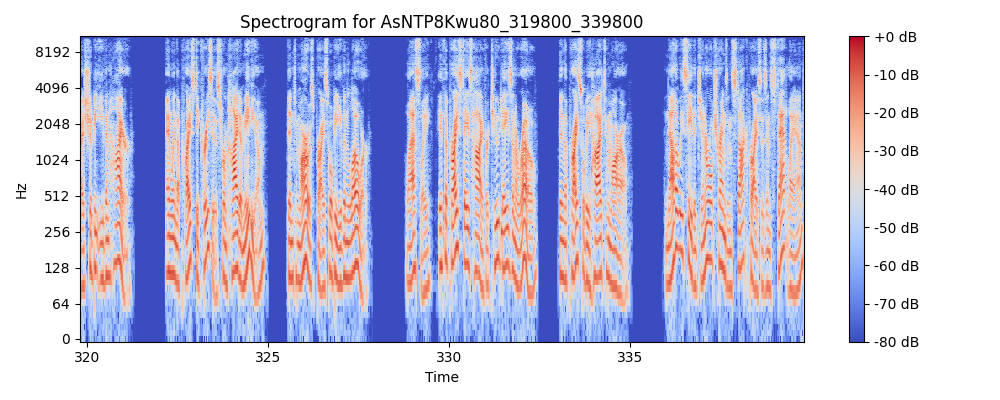 Spectrogram for AsNTP8Kwu80_319800_339800
Hz
8192
4096
2048
1024
512
256
128
64
0
320
325
330
335
Time
+0 dB
-10 dB
-20 dB
-30 dB
-40 dB
-50 dB
-60 dB
-70 dB
-80 dB